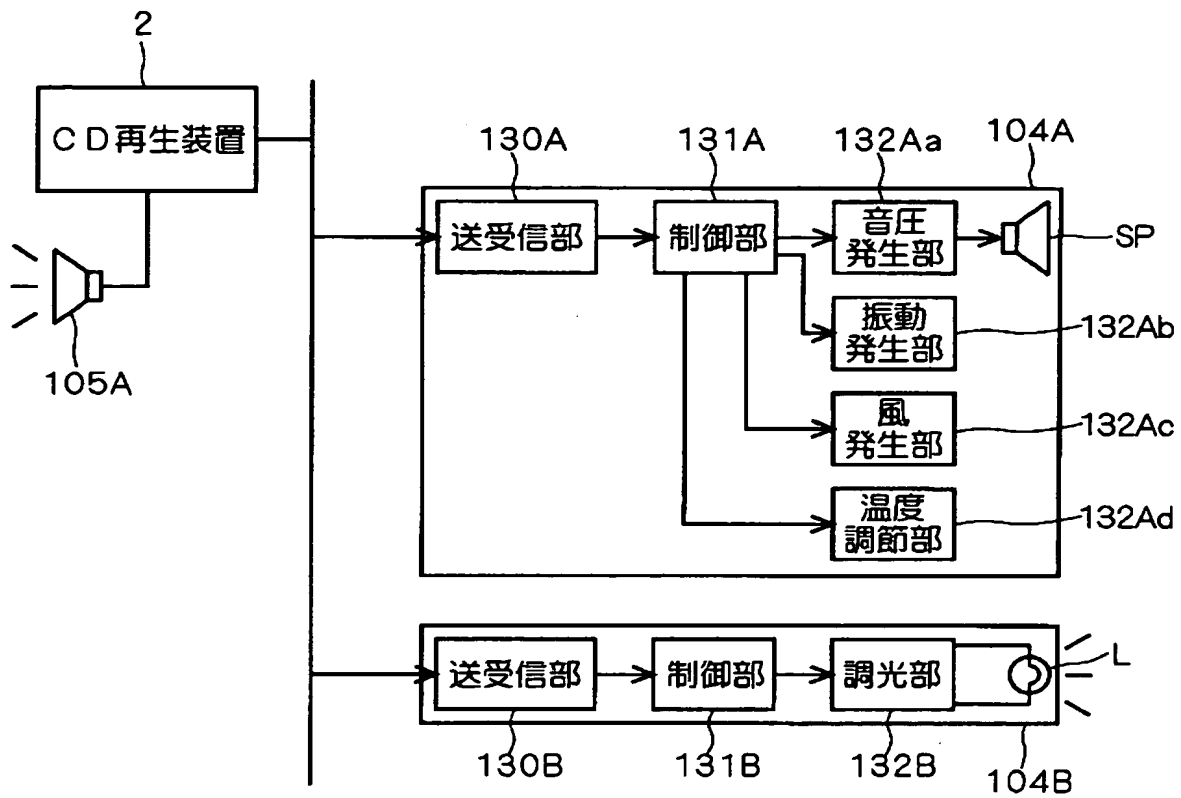 2
CD再生装置
105A
130A
131A
132Aa
104A
送受信部
制御部
音圧
発生部
SP
振動
発生部
132Ab
風
発生部
132Ac
温度
調節部
132Ad
送受信部
制御部
調光部
L
130B
131B
132B
104B